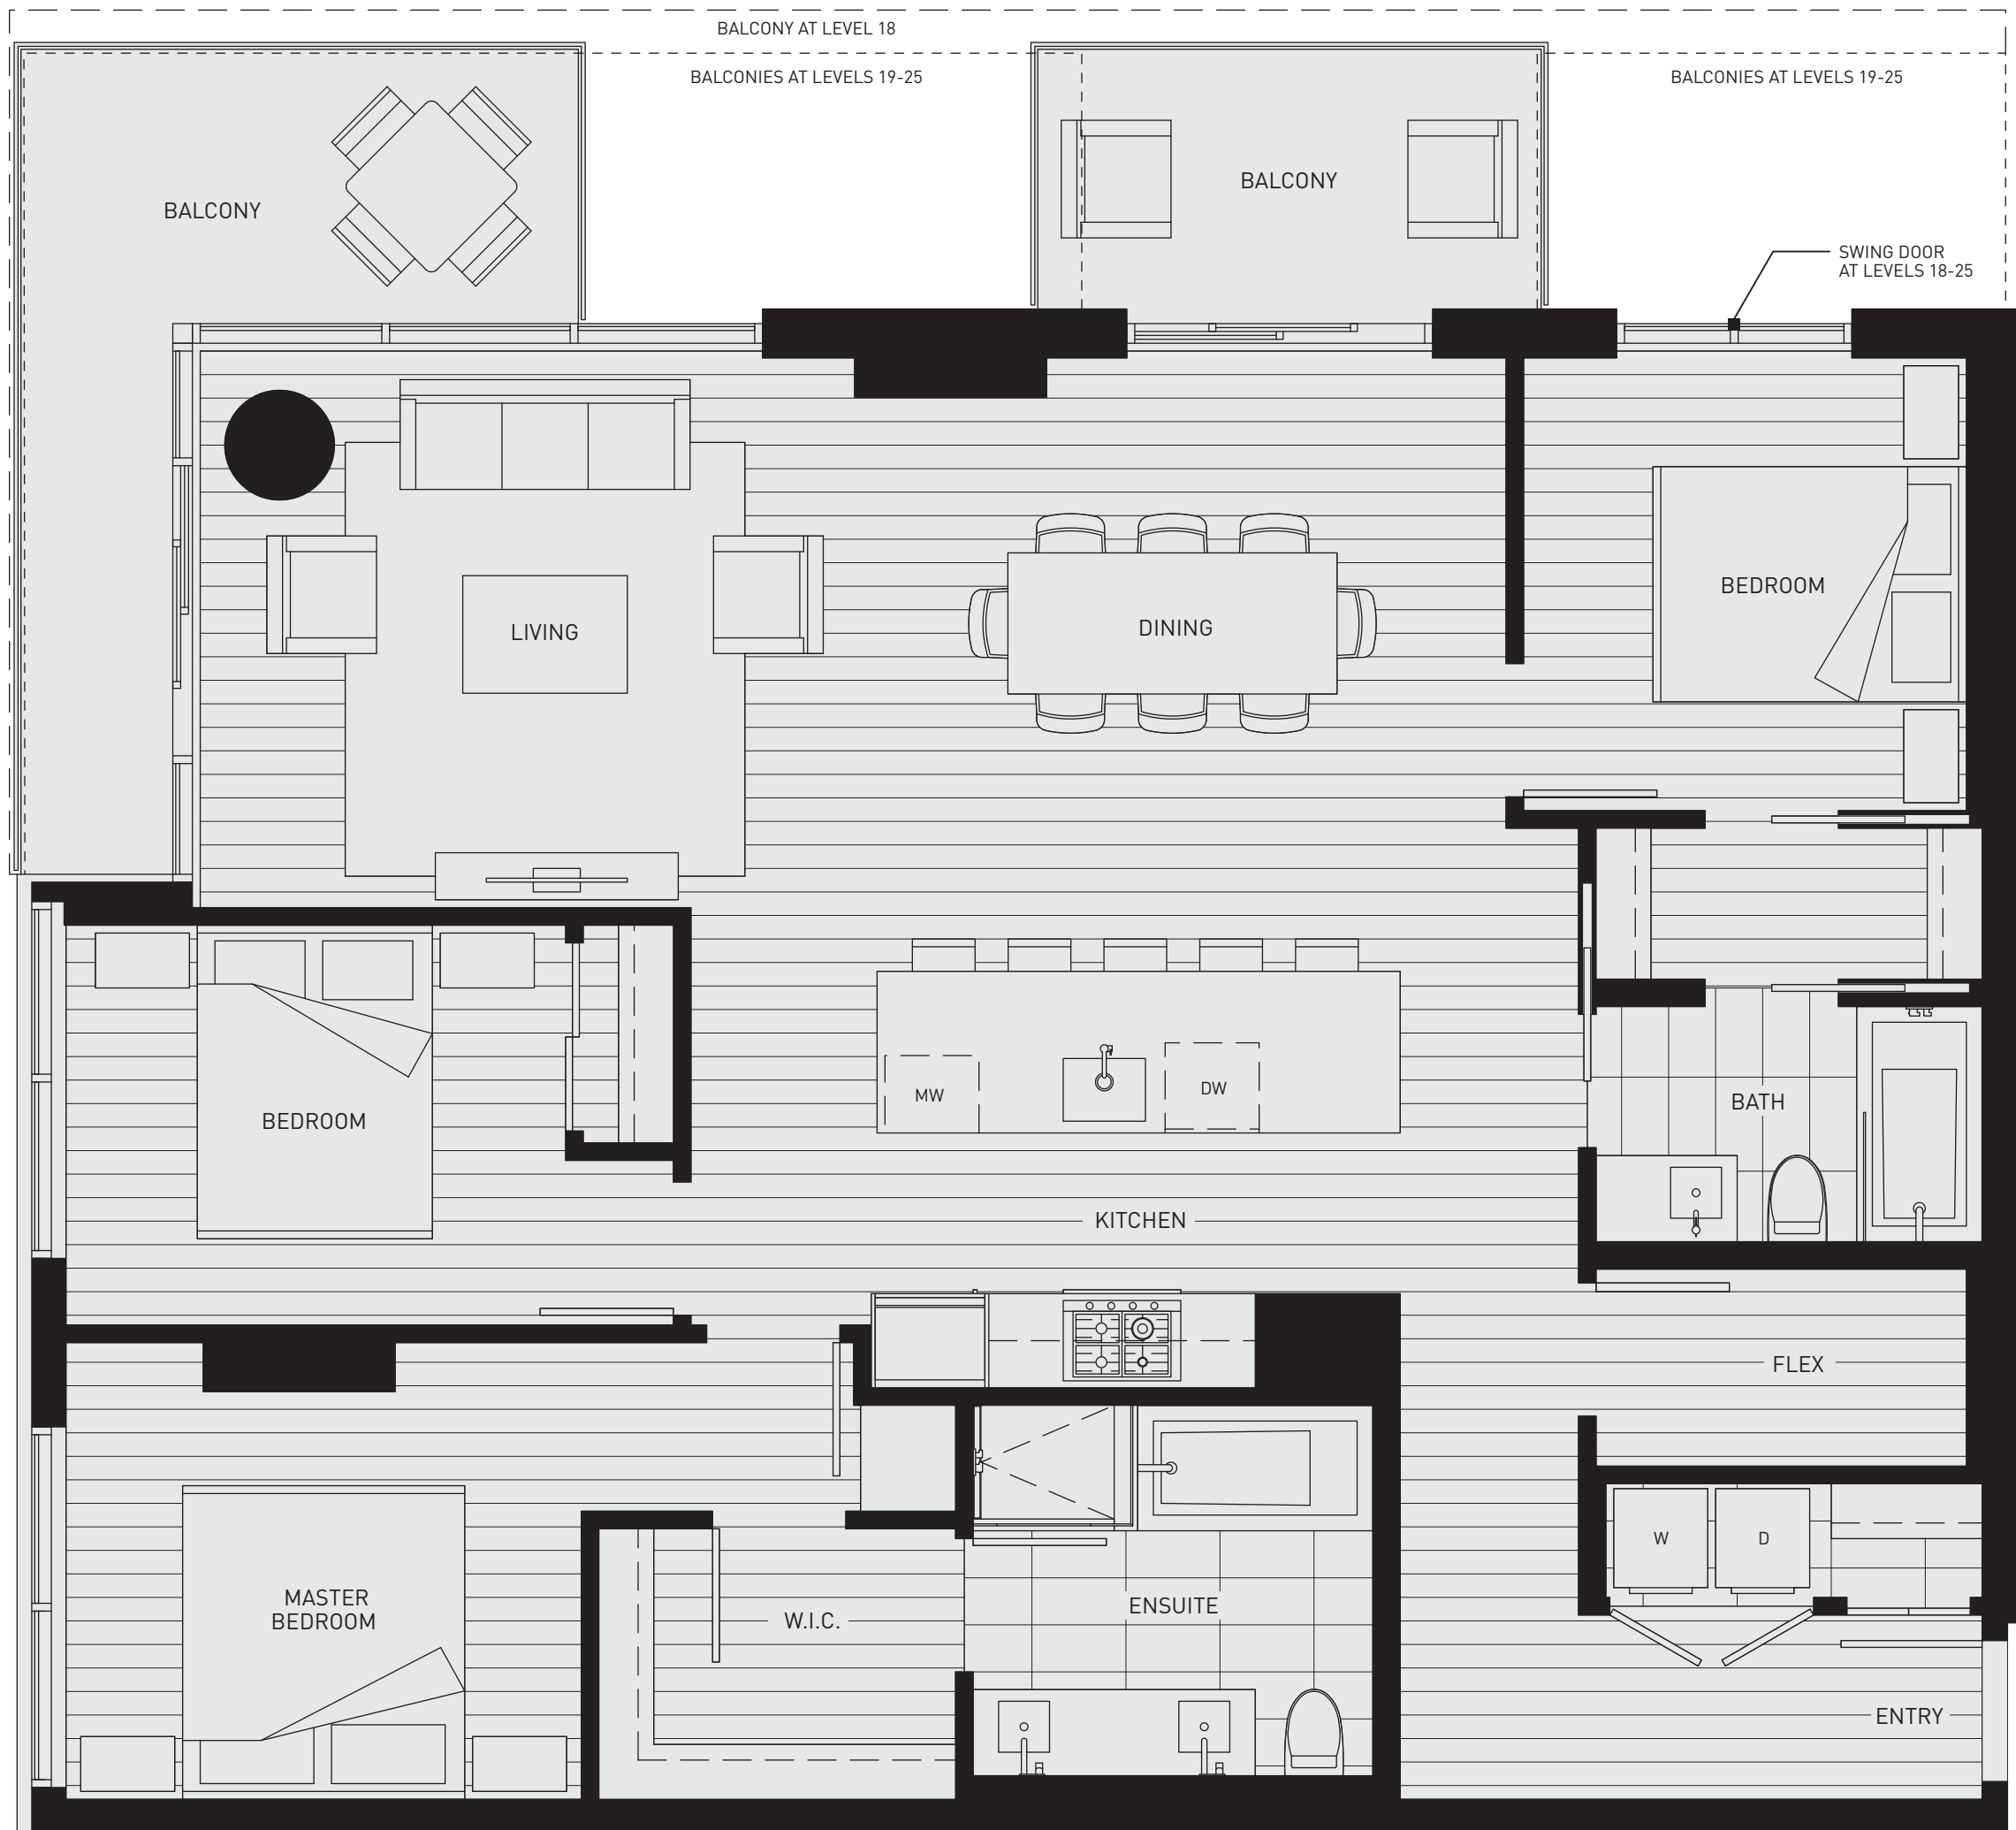 BALCONY AT LEVEL 18
BALCONIES AT LEVELS 19-25
BALCONIES AT LEVELS 19-25
BALCONY
BALCONY
SWING DOOR
AT LEVELS 18-25
BEDROOM
LIVING
DINING
MW
DW
BEDROOM
BATH
KITCHEN
FLEX
W
D
MASTER
BEDROOM
W.I.C.
ENSUITE
ENTRY